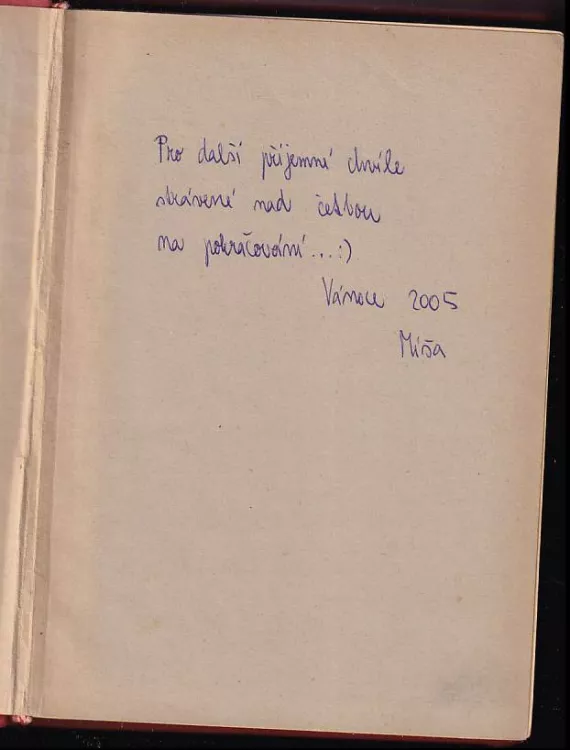 Pro další příjemné chvíle
strávené nad četbou
na pokračování...:)
Vánoce 2005
Míša